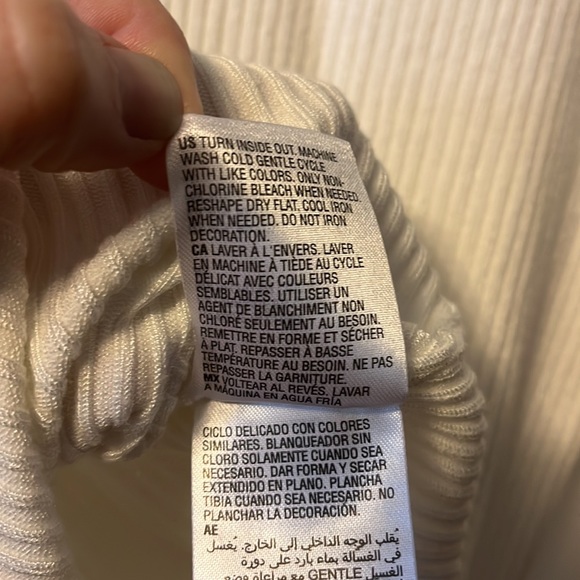 US TURN INSIDE OUT. MACHINE
WASH COLD GENTLE CYCLE
WITH LIKE COLORS. ONLY NON-
CHLORINE BLEACH WHEN NEEDED.
RESHAPE DRY FLAT. COOL IRON
WHEN NEEDED. DO NOT IRON
DECORATION.
CA LAVER À L'ENVERS. LAVER
EN MACHINE À TIÈDE AU CYCLE
DÉLICAT AVEC COULEURS
SEMBLABLES. UTILISER UN
AGENT DE BLANCHIMENT NON
CHLORÉ SEULEMENT AU BESOIN.
REMETTRE EN FORME ET SÉCHER
À PLAT. REPASSER À BASSE
TEMPÉRATURE AU BESOIN. NE PAS
REPASSER LA GARNITURE.
MX VOLTEAR AL REVÉS. LAVAR
A MÁQUINA EN AGUA FRÍA
CICLO DELICADO CON COLORES
SIMILARES. BLANQUEADOR SIN
CLORO SOLAMENTE CUANDO SEA
NECESARIO. DAR FORMA Y SECAR
EXTENDIDO EN PLANO. PLANCHA
TIBIA CUANDO SEA NECESARIO. NO
PLANCHAR LA DECORACIÓN.
AE
يُقلب الوجه الداخلي إلى الخارج. يُغسل
في الغسالة بماء بارد على دورة
الغسيل GENTLE مع مراعاة وضع